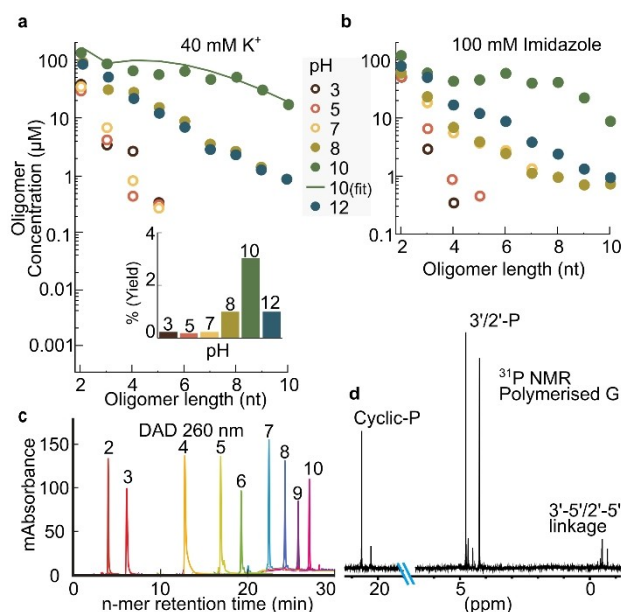 a
40 mM K⁺
Oligomer
Concentration (µM)
100
10
1
0.1
0.01
0.001
2 4 6 8 10
Oligomer length (nt)
% (Yield)
4
2
0
3 5 7 8 10 12
pH
pH
3
5
7
8
10
10(fit)
12
b
100 mM Imidazole
100
10
1
0.1
2 4 6 8 10
Oligomer length (nt)
c
DAD 260 nm
mAbsorbance
150
100
50
0
2 3 4 5 6 7 8 9 10
0 10 20 30
n-mer retention time (min)
d
3'/2'-P
³¹P NMR
Polymerised G
Cyclic-P
3'-5'/2'-5'
linkage
20 5 0
(ppm)